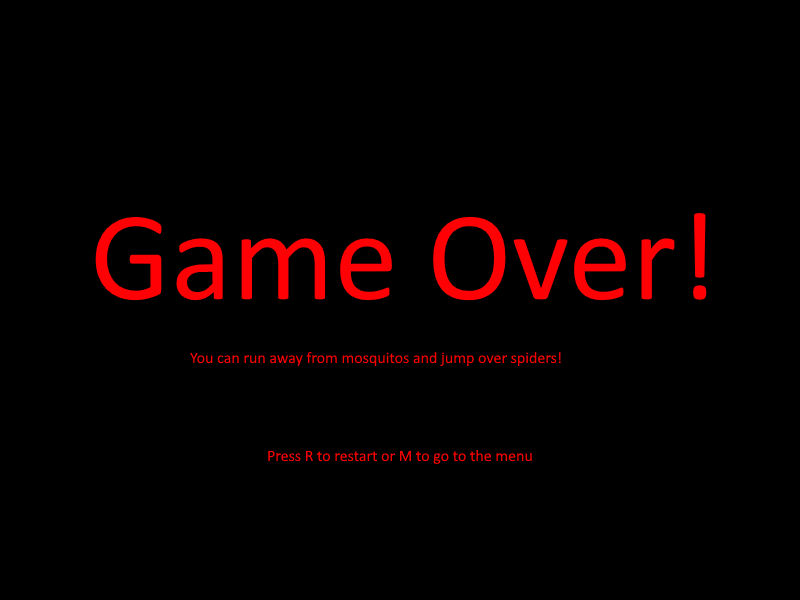 Game Over!
You can run away from mosquitos and jump over spiders!
Press R to restart or M to go to the menu